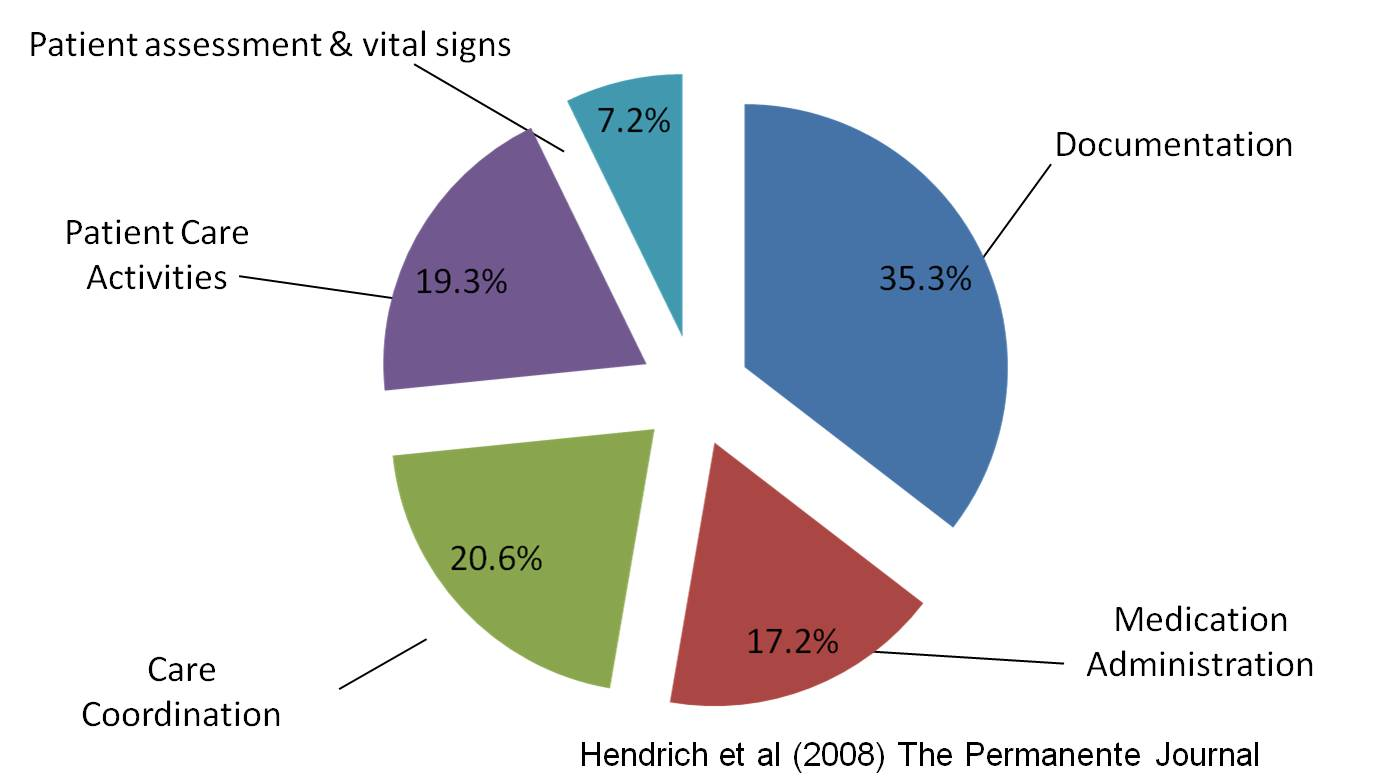 Patient assessment & vital signs
7.2%
Documentation
35.3%
Patient Care
Activities
19.3%
20.6%
Care
Coordination
17.2%
Medication
Administration
Hendrich et al (2008) The Permanente Journal